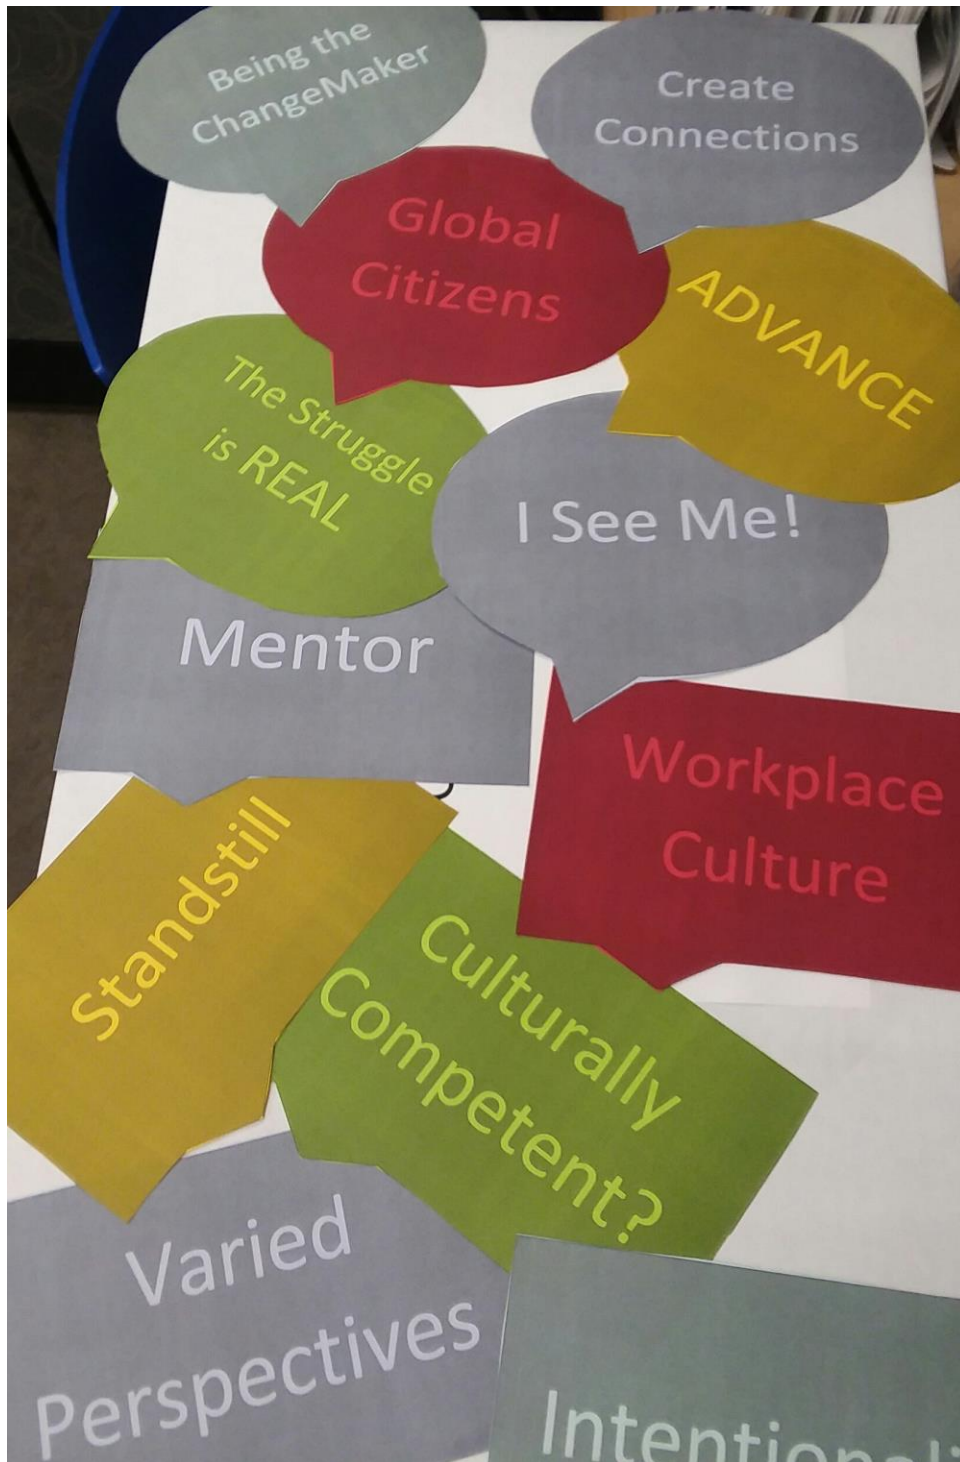 Being the
ChangeMaker
Create
Connections
Global
Citizens
ADVANCE
The Struggle
is REAL
I See Me!
Mentor
Workplace
Culture
Standstill
Culturally
Competent?
Varied
Perspectives